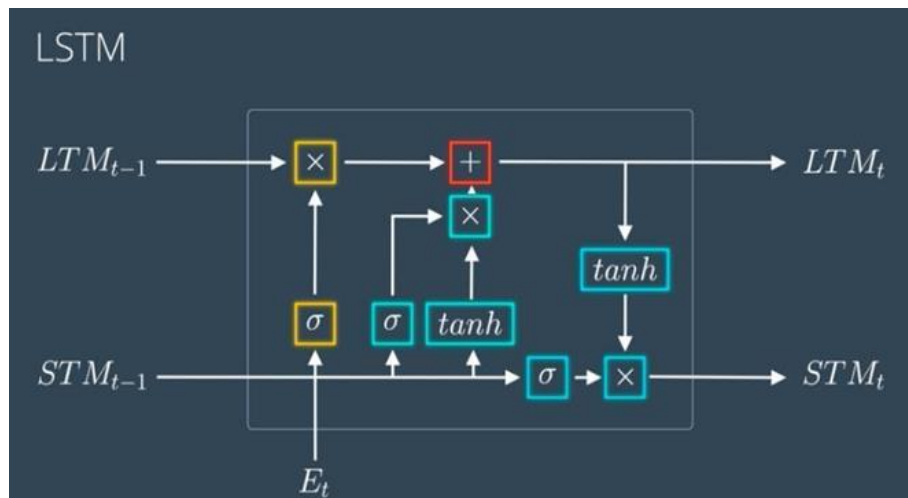 LSTM
LTM_{t-1} × + LTM_t
×
tanh
σ σ tanh
STM_{t-1} σ × STM_t
E_t